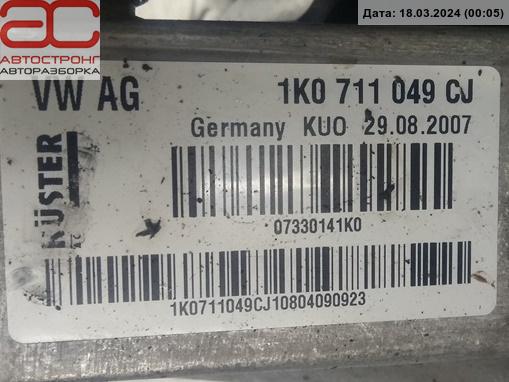 Дата: 18.03.2024 (00:05)
АС
АВТОСТРОНГ
АВТОРАЗБОРКА
VW AG 1K0 711 049 CJ
Germany KUO 29.08.2007
KÜSTER
07330141K0
1K0711049CJ10804090923